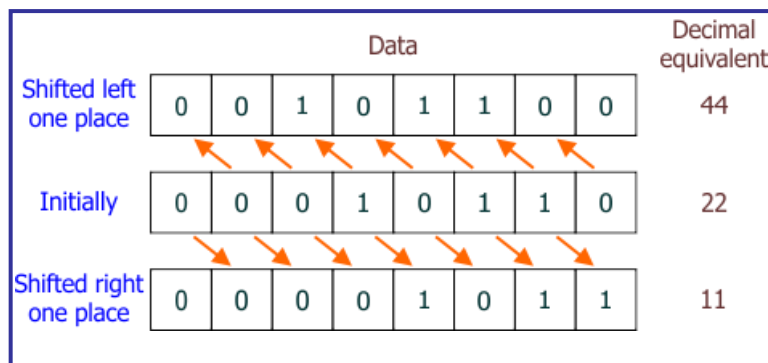 Data
Decimal
equivalent
Shifted left
one place
0 0 1 0 1 1 0 0
44
Initially
0 0 0 1 0 1 1 0
22
Shifted right
one place
0 0 0 0 1 0 1 1
11